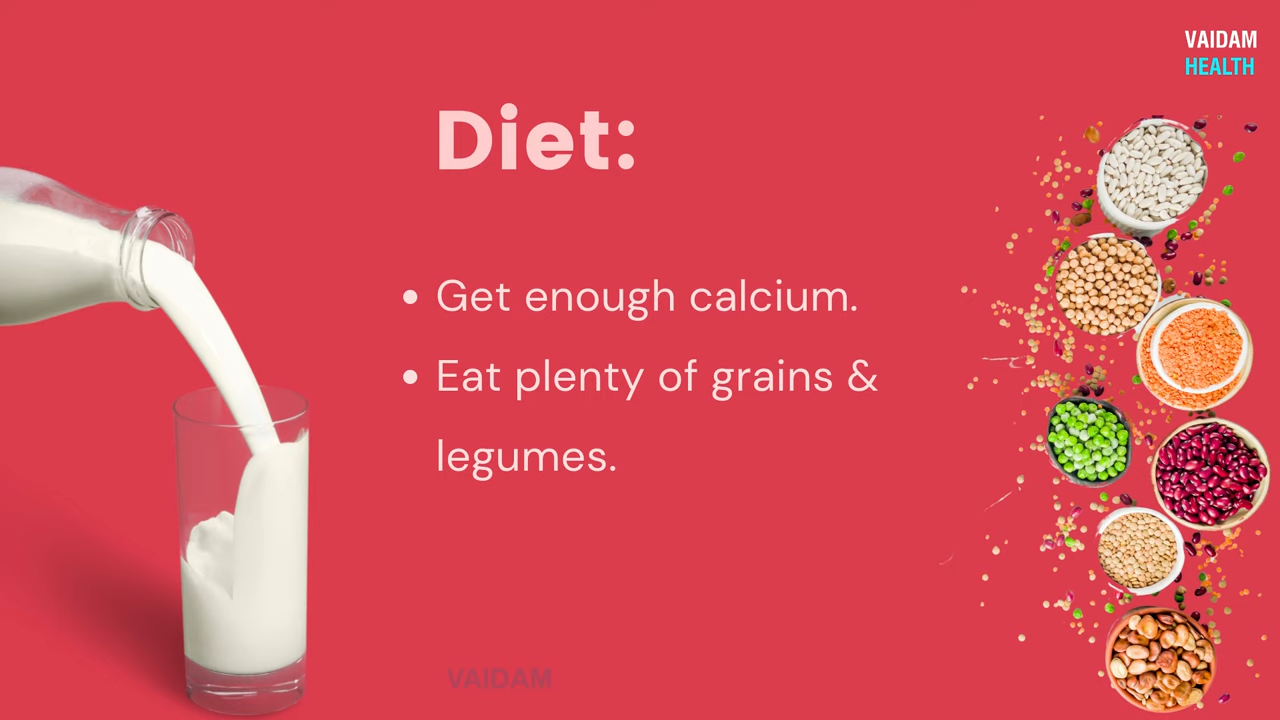 VAIDAM
HEALTH
Diet:
• Get enough calcium.
• Eat plenty of grains &
legumes.
VAIDAM